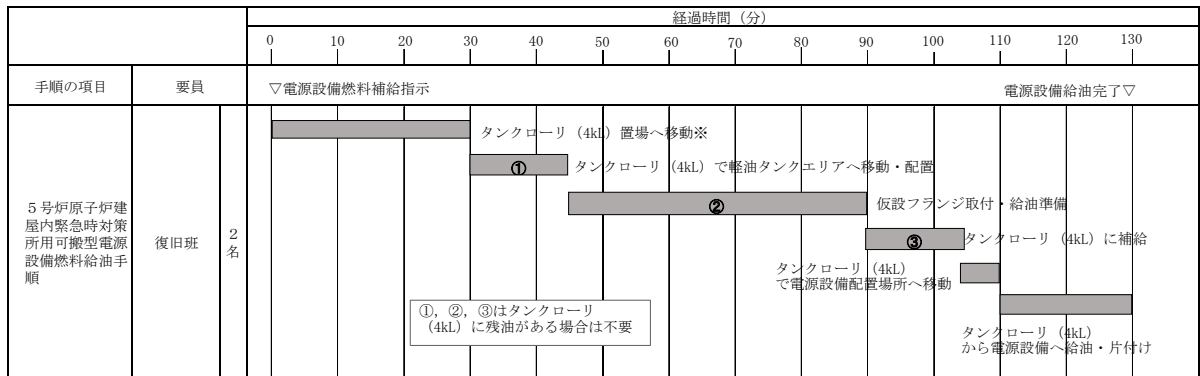 経過時間（分）
0 10 20 30 40 50 60 70 80 90 100 110 120 130
手順の項目 要員 ▽電源設備燃料補給指示 電源設備給油完了▽
タンクローリ（4kL）置場へ移動※
① タンクローリ（4kL）で軽油タンクエリアへ移動・配置
② 仮設フランジ取付・給油準備
５号炉原子炉建
屋内緊急時対策
所用可搬型電源
設備燃料給油手
順
復旧班
２
名
③ タンクローリ（4kL）に補給
タンクローリ（4kL）
で電源設備配置場所へ移動
①，②，③はタンクローリ
（4kL）に残油がある場合は不要
タンクローリ（4kL）
から電源設備へ給油・片付け